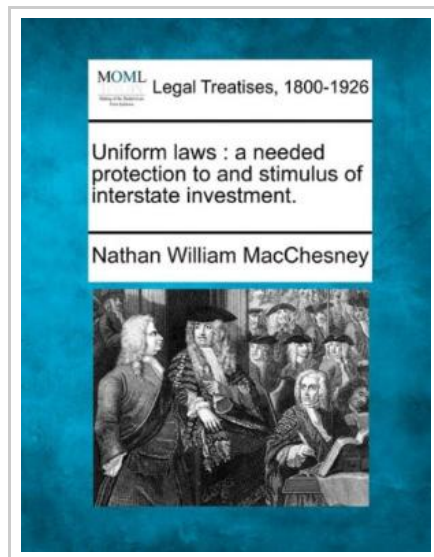 MOML
Legal Treatises, 1800-1926
Uniform laws : a needed
protection to and stimulus of
interstate investment.
Nathan William MacChesney